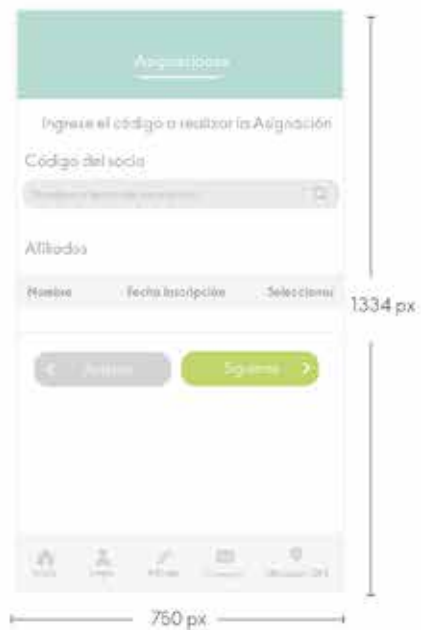 Asignaciones
Ingrese el código a realizar la Asignación
Código del socio
Afiliados
Nombre Fecha Inscripción Seleccionar
1334 px
Siguiente
Inicio
750 px